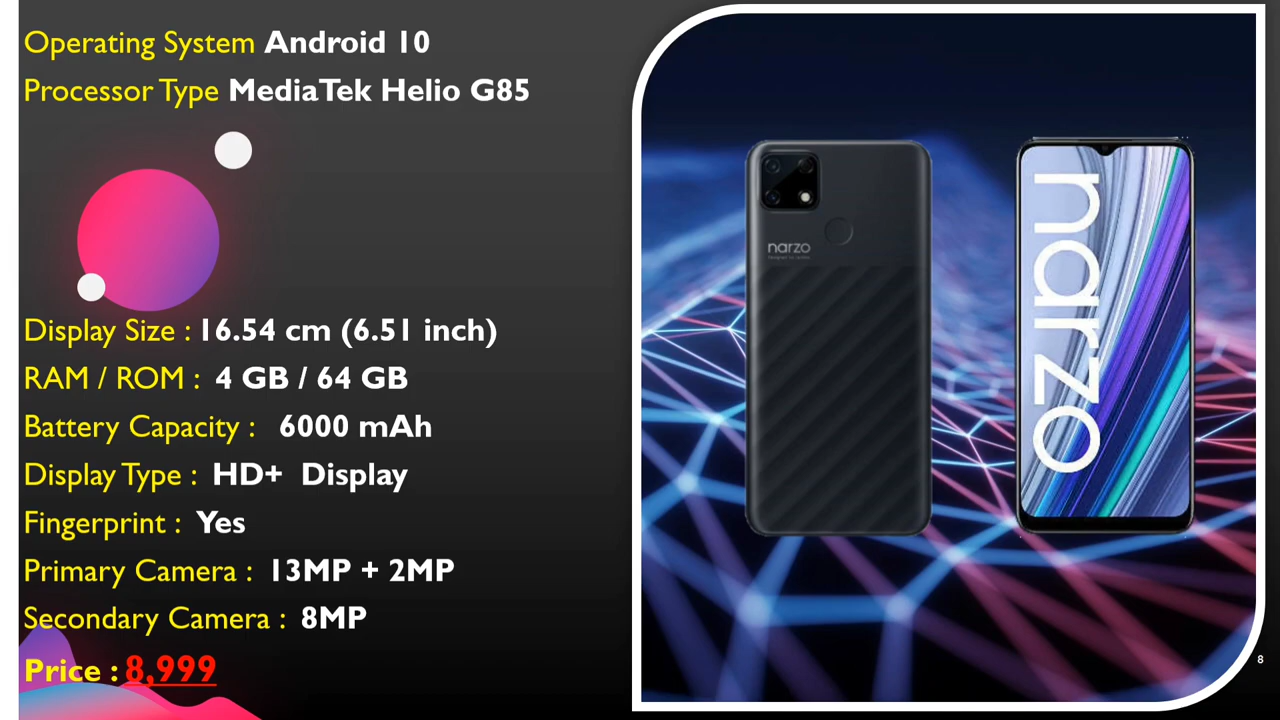 Operating System Android 10
Processor Type MediaTek Helio G85
Display Size : 16.54 cm (6.51 inch)
RAM / ROM : 4 GB / 64 GB
Battery Capacity : 6000 mAh
Display Type : HD+ Display
Fingerprint : Yes
Primary Camera : 13MP + 2MP
Secondary Camera : 8MP
Price : 8,999
narzo
narzo
8